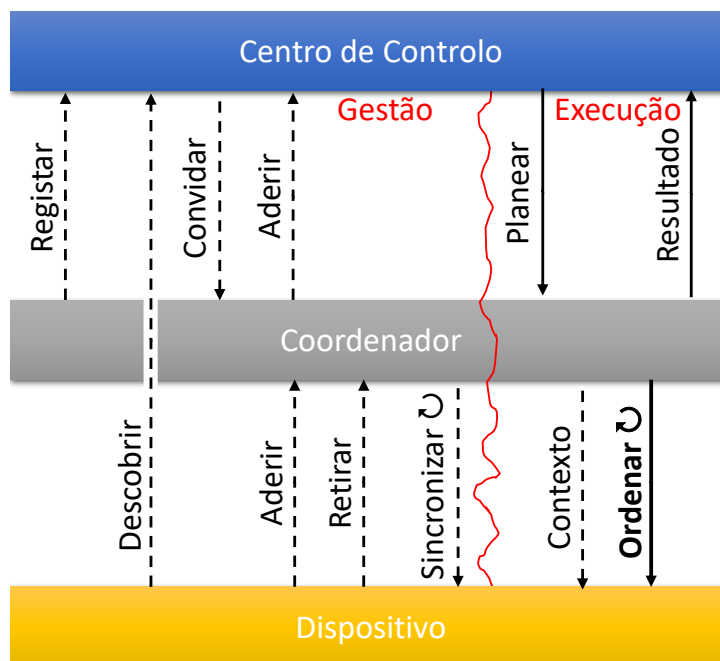 Centro de Controlo
Gestão
Execução
Registar
Convidar
Aderir
Planear
Resultado
Coordenador
Descobrir
Aderir
Retirar
Sincronizar ↻
Contexto
Ordenar ↻
Dispositivo